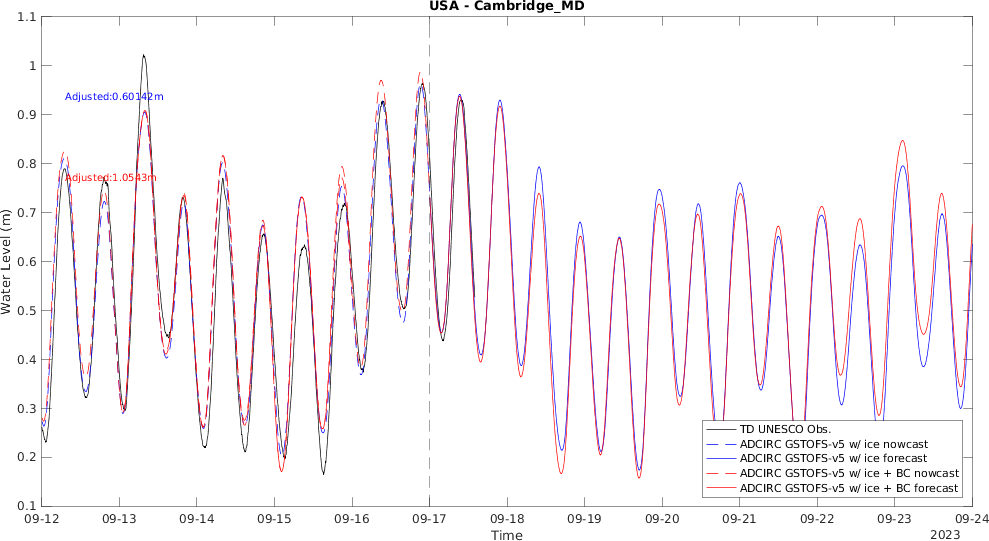 USA - Cambridge_MD
1.1
1
0.9
0.8
0.7
0.6
0.5
0.4
0.3
0.2
0.1
Water Level (m)
Adjusted:0.60142m
Adjusted:1.0543m
TD UNESCO Obs.
ADCIRC GSTOFS-v5 w/ ice nowcast
ADCIRC GSTOFS-v5 w/ ice forecast
ADCIRC GSTOFS-v5 w/ ice + BC nowcast
ADCIRC GSTOFS-v5 w/ ice + BC forecast
09-12 09-13 09-14 09-15 09-16 09-17 09-18 09-19 09-20 09-21 09-22 09-23 09-24
Time
2023